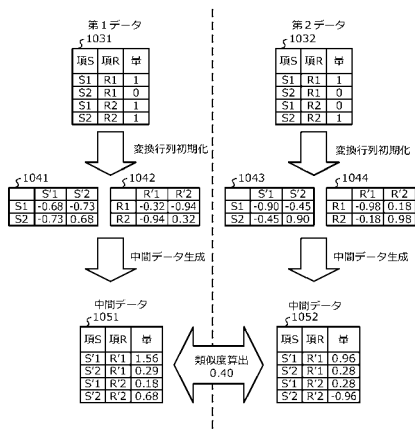 第1データ 第2データ
1031 1032
項S 項R 量 項S 項R 量
S1 R1 1 S1 R1 1
S2 R1 0 S2 R1 0
S1 R2 1 S1 R2 0
S2 R2 1 S2 R2 1
変換行列初期化 変換行列初期化
1041 1042 1043 1044
S'1 S'2 R'1 R'2 S'1 S'2 R'1 R'2
S1 -0.68 -0.73 R1 -0.32 -0.94 S1 -0.90 -0.45 R1 -0.98 0.18
S2 -0.73 0.68 R2 -0.94 0.32 S2 -0.45 0.90 R2 -0.18 0.98
中間データ生成 中間データ生成
中間データ 中間データ
1051 1052
項S 項R 量 項S 項R 量
S'1 R'1 1.56 S'1 R'1 0.96
S'2 R'1 0.29 S'2 R'1 0.28
S'1 R'2 0.18 S'1 R'2 0.28
S'2 R'2 0.68 S'2 R'2 -0.96
類似度算出
0.40